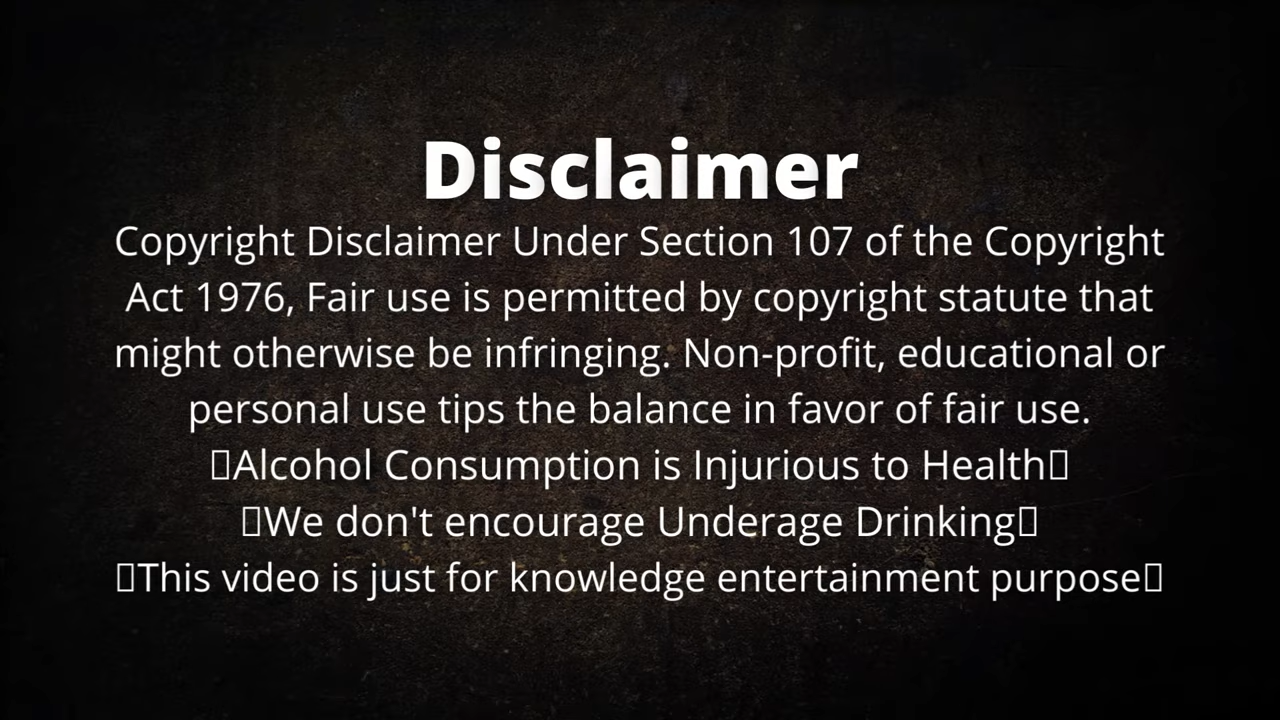 Disclaimer
Copyright Disclaimer Under Section 107 of the Copyright
Act 1976, Fair use is permitted by copyright statute that
might otherwise be infringing. Non-profit, educational or
personal use tips the balance in favor of fair use.
▯Alcohol Consumption is Injurious to Health▯
▯We don't encourage Underage Drinking▯
▯This video is just for knowledge entertainment purpose▯